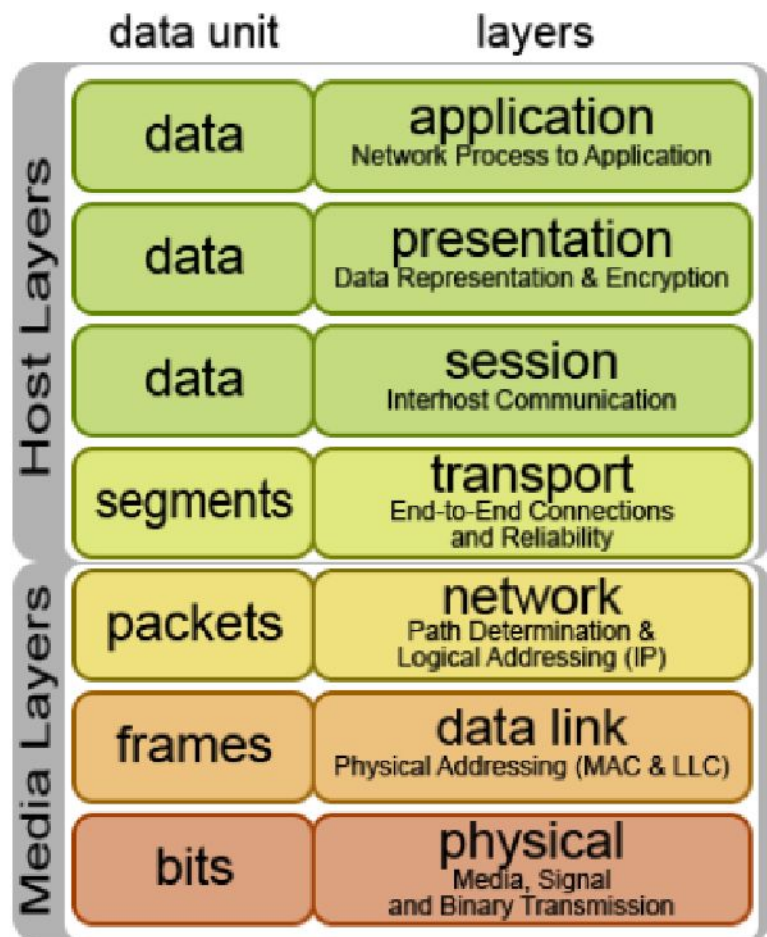 data unit layers
Host Layers
data application
Network Process to Application
data presentation
Data Representation & Encryption
data session
Interhost Communication
segments transport
End-to-End Connections
and Reliability
Media Layers
packets network
Path Determination &
Logical Addressing (IP)
frames data link
Physical Addressing (MAC & LLC)
bits physical
Media, Signal
and Binary Transmission